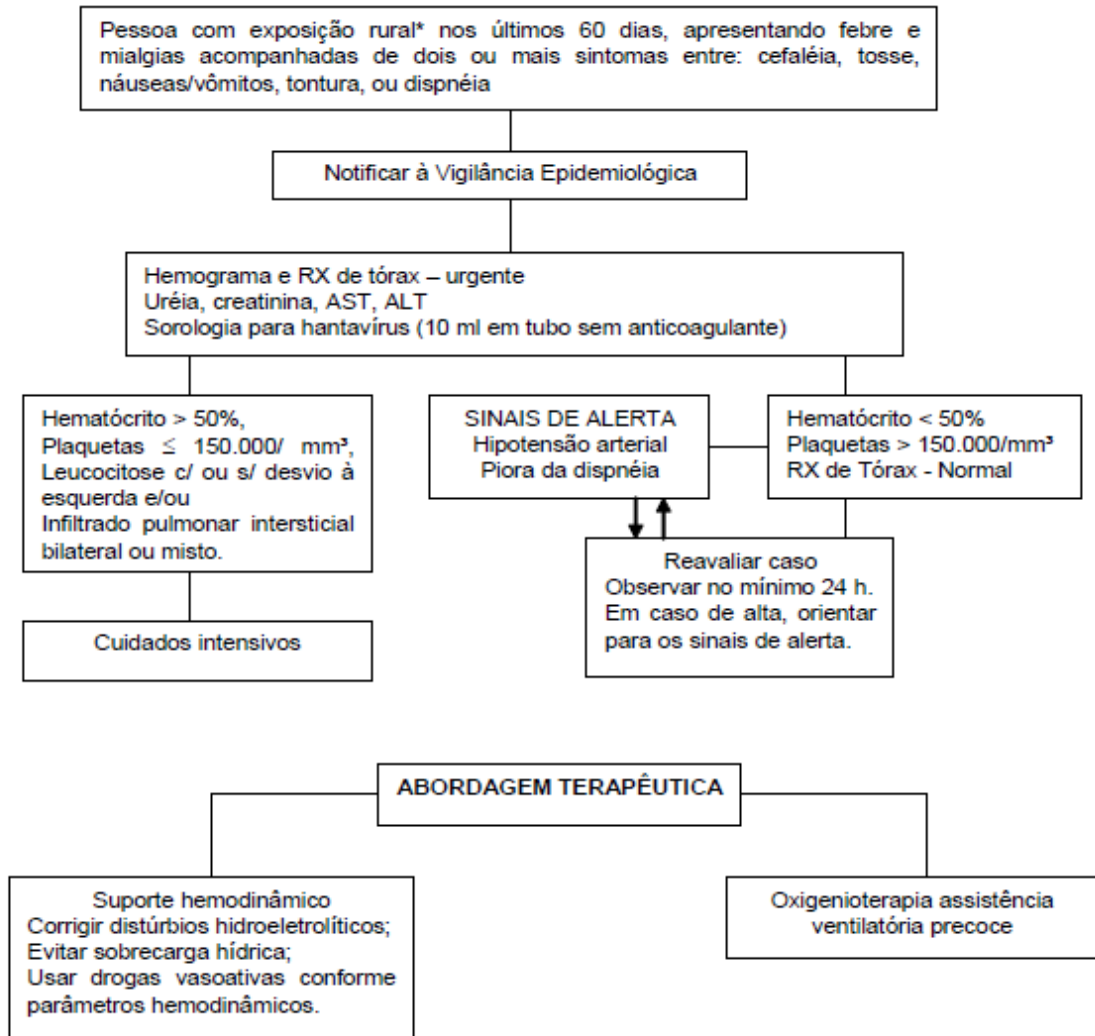 Pessoa com exposição rural* nos últimos 60 dias, apresentando febre e
mialgias acompanhadas de dois ou mais sintomas entre: cefaléia, tosse,
náuseas/vômitos, tontura, ou dispnéia
Notificar à Vigilância Epidemiológica
Hemograma e RX de tórax – urgente
Uréia, creatinina, AST, ALT
Sorologia para hantavírus (10 ml em tubo sem anticoagulante)
Hematócrito > 50%,
Plaquetas ≤ 150.000/ mm³,
Leucocitose c/ ou s/ desvio à
esquerda e/ou
Infiltrado pulmonar intersticial
bilateral ou misto.
SINAIS DE ALERTA
Hipotensão arterial
Piora da dispnéia
Hematócrito < 50%
Plaquetas > 150.000/mm³
RX de Tórax - Normal
Reavaliar caso
Observar no mínimo 24 h.
Em caso de alta, orientar
para os sinais de alerta.
Cuidados intensivos
ABORDAGEM TERAPÊUTICA
Suporte hemodinâmico
Corrigir distúrbios hidroeletrolíticos;
Evitar sobrecarga hídrica;
Usar drogas vasoativas conforme
parâmetros hemodinâmicos.
Oxigenioterapia assistência
ventilatória precoce